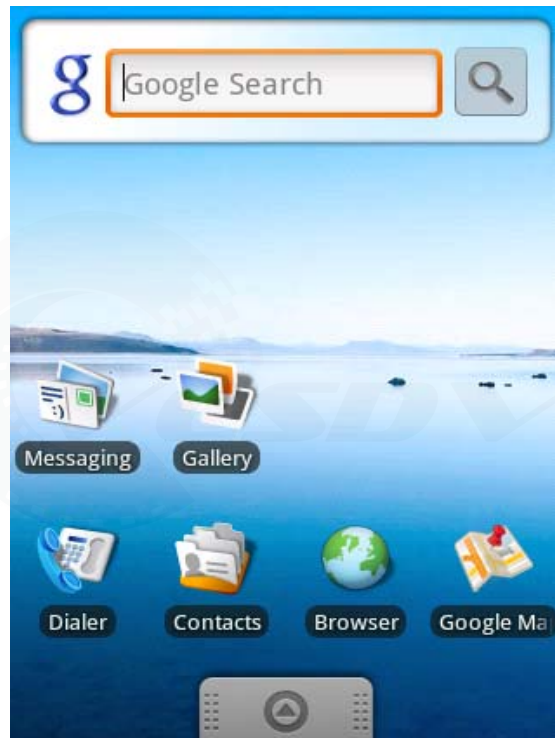 g
Google Search
Messaging
Gallery
Dialer
Contacts
Browser
Google Ma